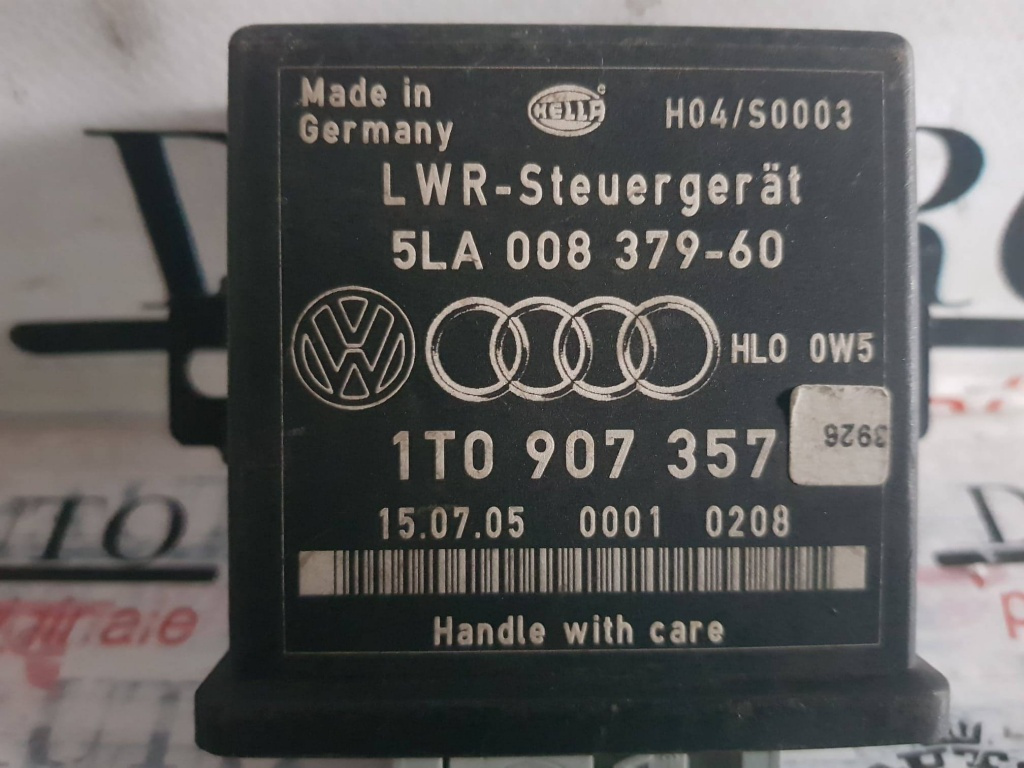 Made in
Germany
HELLA
H04/S0003
LWR-Steuergerät
5LA 008 379-60
VW
HLO 0W5
1T0 907 357
3926
15.07.05 0001 0208
Handle with care